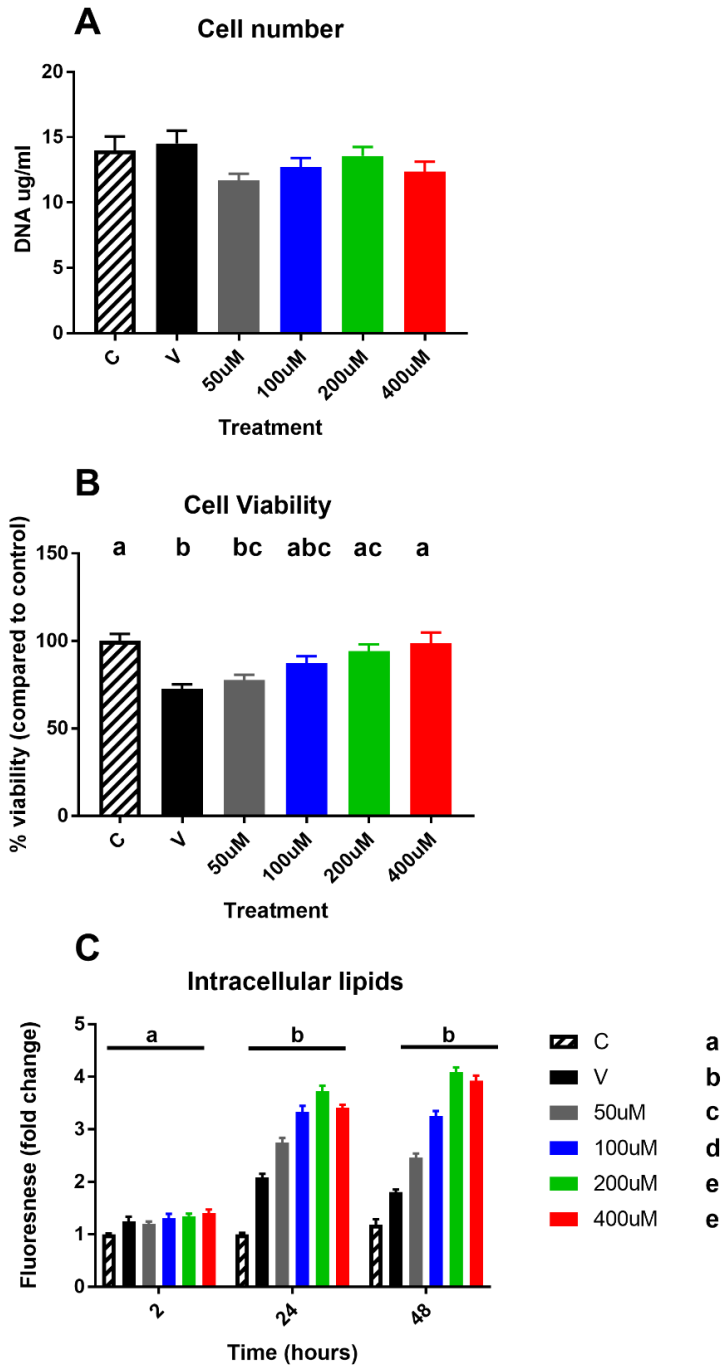 A
Cell number
DNA ug/ml
20
15
10
5
0
C
V
50uM
100uM
200uM
400uM
Treatment
B
Cell Viability
% viability (compared to control)
a b bc abc ac a
150
100
50
0
C
V
50uM
100uM
200uM
400uM
Treatment
C
Intracellular lipids
Fluoresnese (fold change)
5
4
3
2
1
0
a
b
b
2
24
48
Time (hours)
C a
V b
50uM c
100uM d
200uM e
400uM e